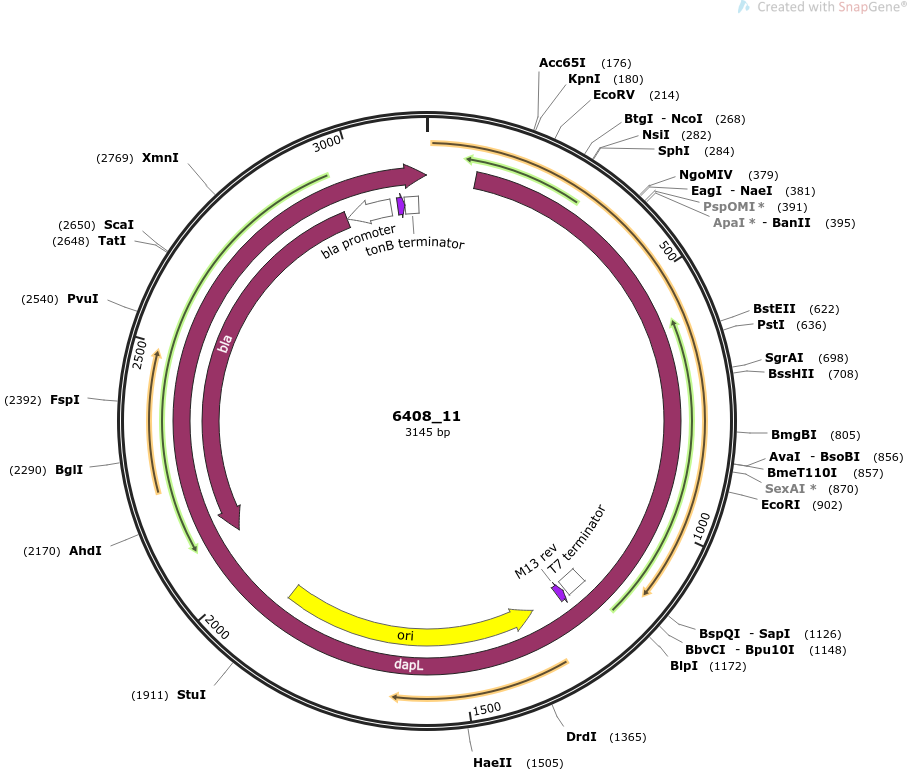 Created with SnapGene®
Acc65I (176)
KpnI (180)
EcoRV (214)
BtgI - NcoI (268)
NsiI (282)
SphI (284)
NgoMIV (379)
EagI - NaeI (381)
PspOMI * (391)
ApaI * - BanII (395)
BstEII (622)
PstI (636)
SgrAI (698)
BssHII (708)
BmgBI (805)
AvaI - BsoBI (856)
BmeT110I (857)
SexAI * (870)
EcoRI (902)
BspQI - SapI (1126)
BbvCI - Bpu10I (1148)
BlpI (1172)
DrdI (1365)
HaeII (1505)
(1911) StuI
(2170) AhdI
(2290) BglI
(2392) FspI
(2540) PvuI
(2648) TatI
(2650) ScaI
(2769) XmnI
500
1000
1500
2000
2500
3000
bla promoter
tonB terminator
bla
6408_11
3145 bp
M13 rev
T7 terminator
ori
dapL